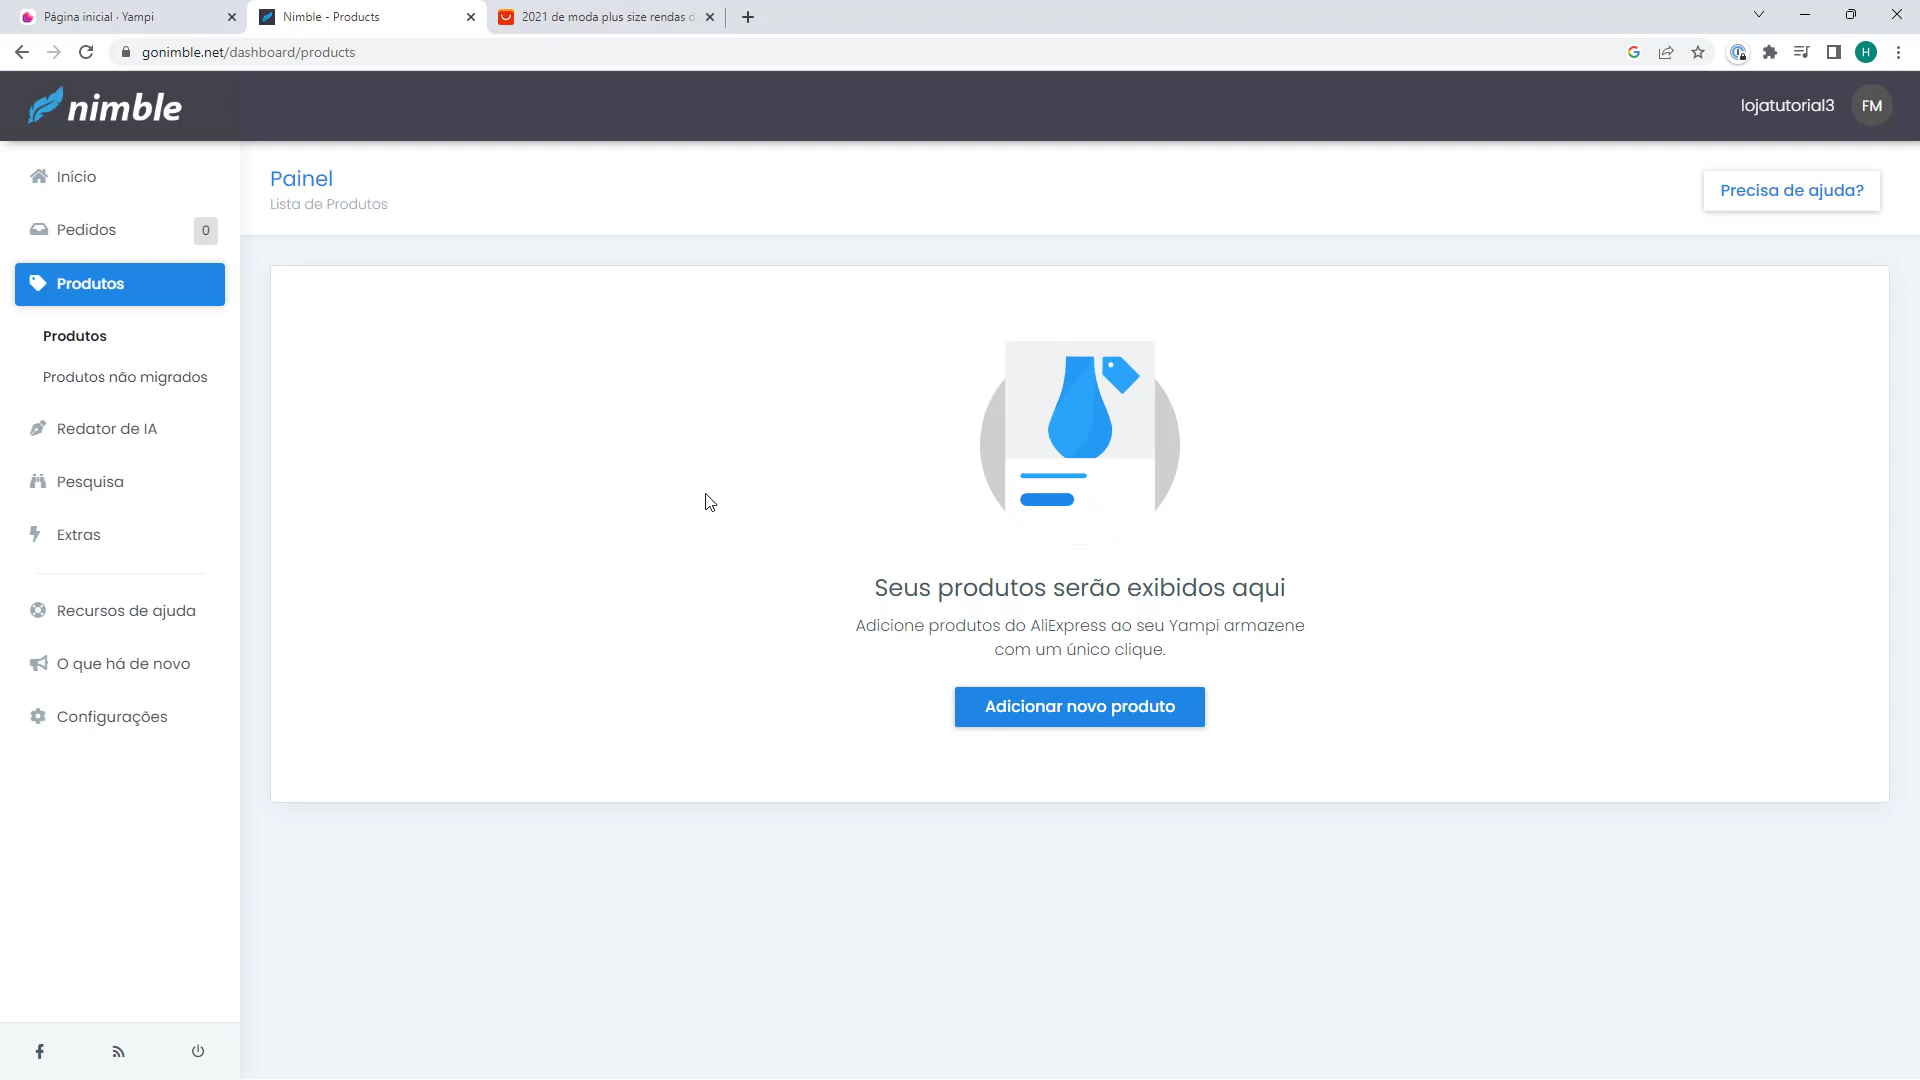 Página inicial · Yampi
Nimble - Products
2021 de moda plus size rendas d
gonimble.net/dashboard/products
H
nimble
lojatutorial3
FM
Início
Pedidos
0
Produtos
Produtos
Produtos não migrados
Redator de IA
Pesquisa
Extras
Recursos de ajuda
O que há de novo
Configurações
Painel
Lista de Produtos
Precisa de ajuda?
Seus produtos serão exibidos aqui
Adicione produtos do AliExpress ao seu Yampi armazene
com um único clique.
Adicionar novo produto